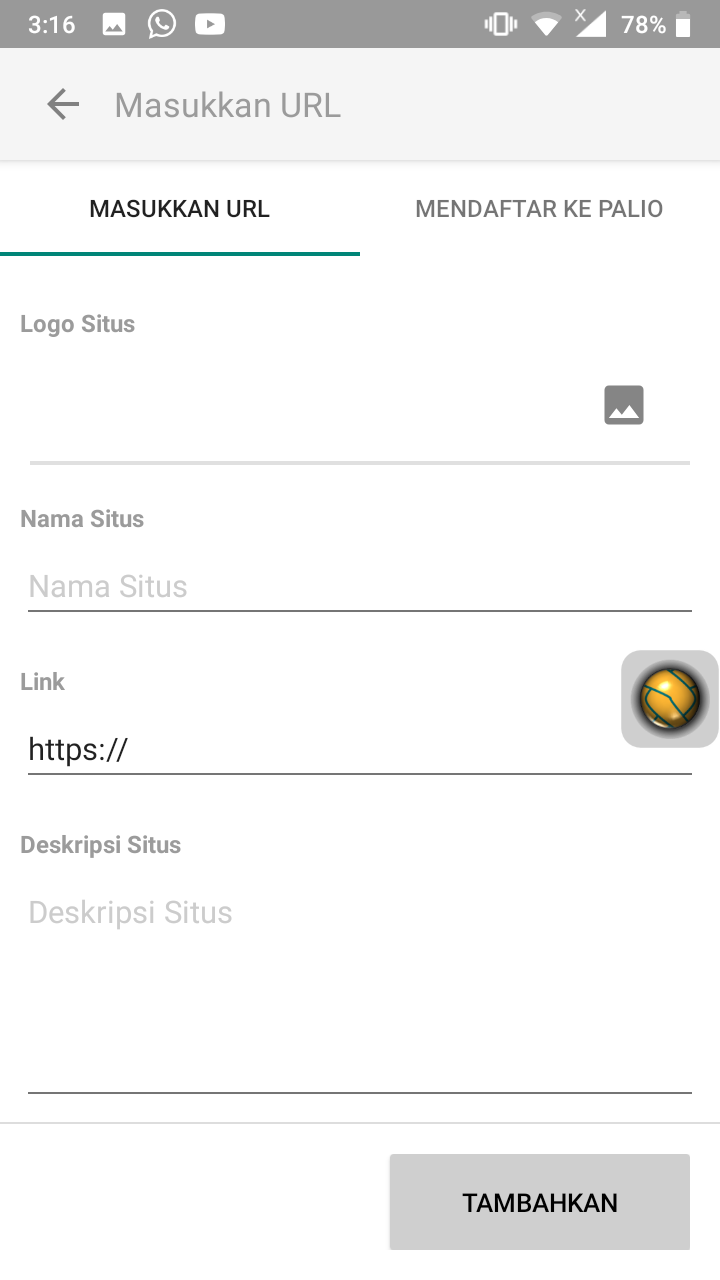 3:16
78%
Masukkan URL
MASUKKAN URL
MENDAFTAR KE PALIO
Logo Situs
Nama Situs
Nama Situs
Link
https://
Deskripsi Situs
Deskripsi Situs
TAMBAHKAN